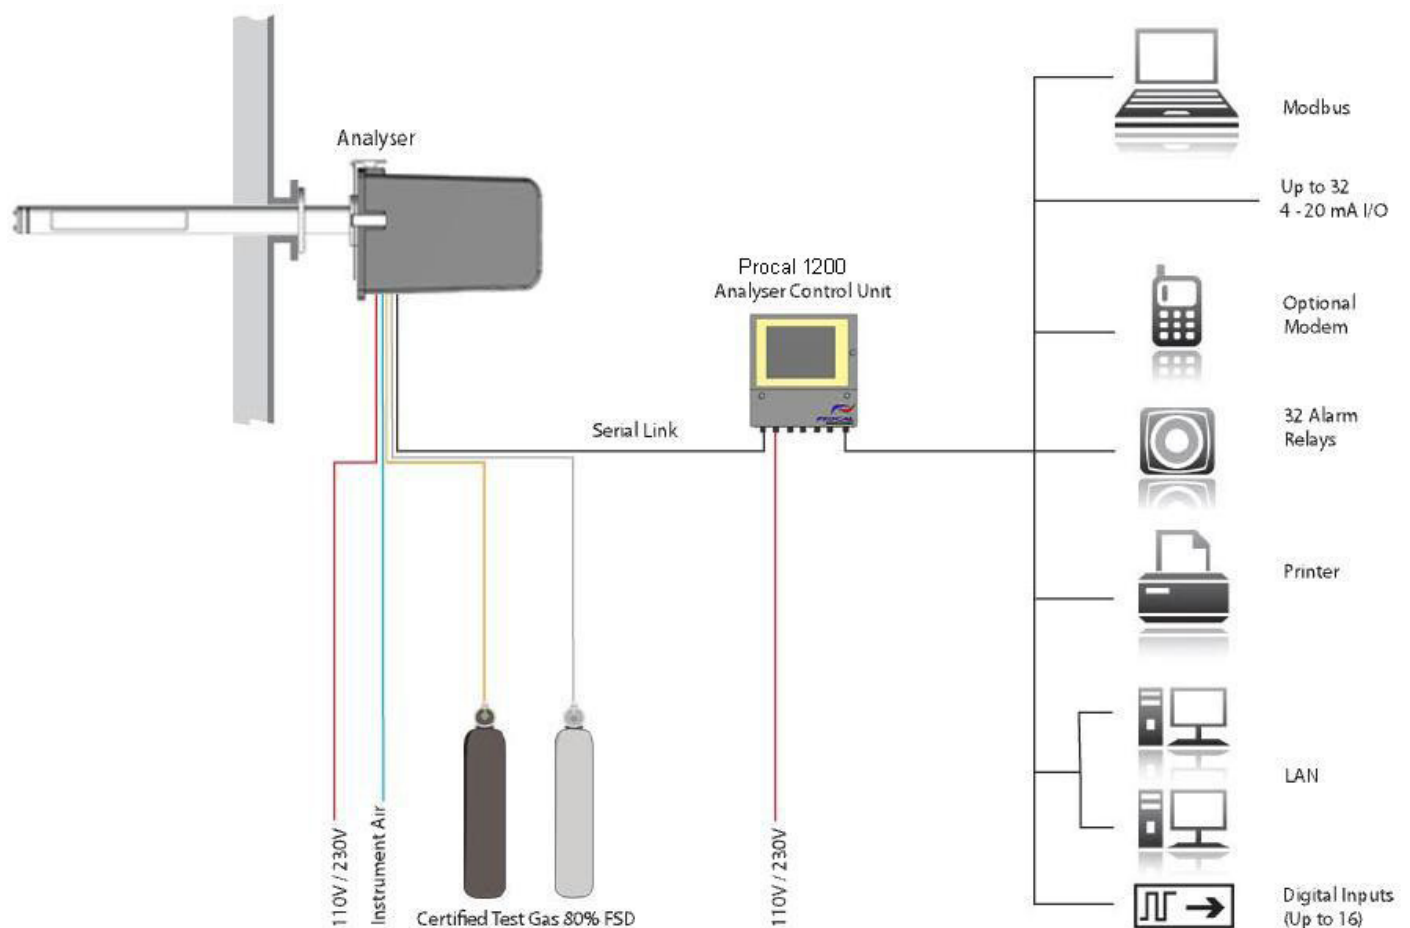 Analyser
Modbus
Up to 32
4 - 20 mA I/O
Procal 1200
Analyser Control Unit
Optional
Modem
PROCAL
Serial Link
32 Alarm
Relays
Printer
LAN
110V / 230V
Instrument Air
Certified Test Gas 80% FSD
110V / 230V
Digital Inputs
(Up to 16)